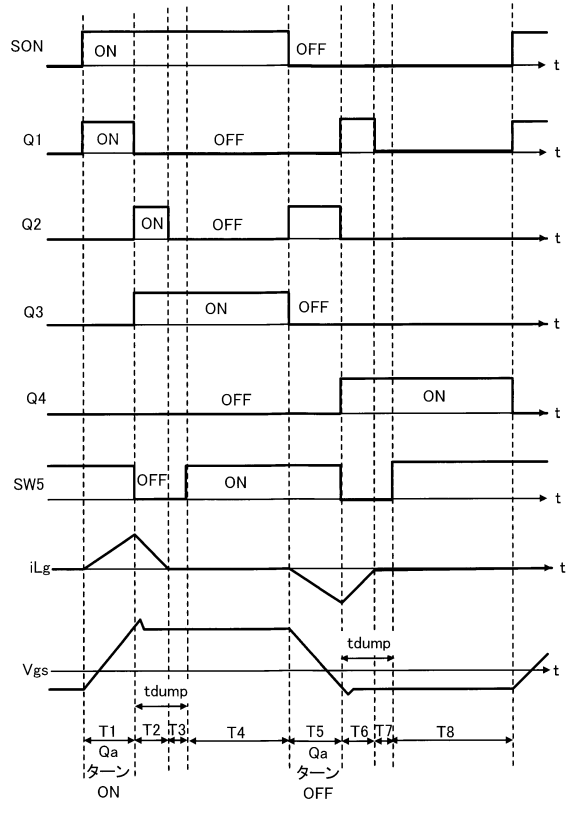 SON ON OFF t
Q1 ON OFF t
Q2 ON OFF t
Q3 ON OFF t
Q4 OFF ON t
SW5 OFF ON t
iLg t
Vgs tdump t
tdump
T1 T2 T3 T4 T5 T6 T7 T8
Qa Qa
ターン ターン
ON OFF